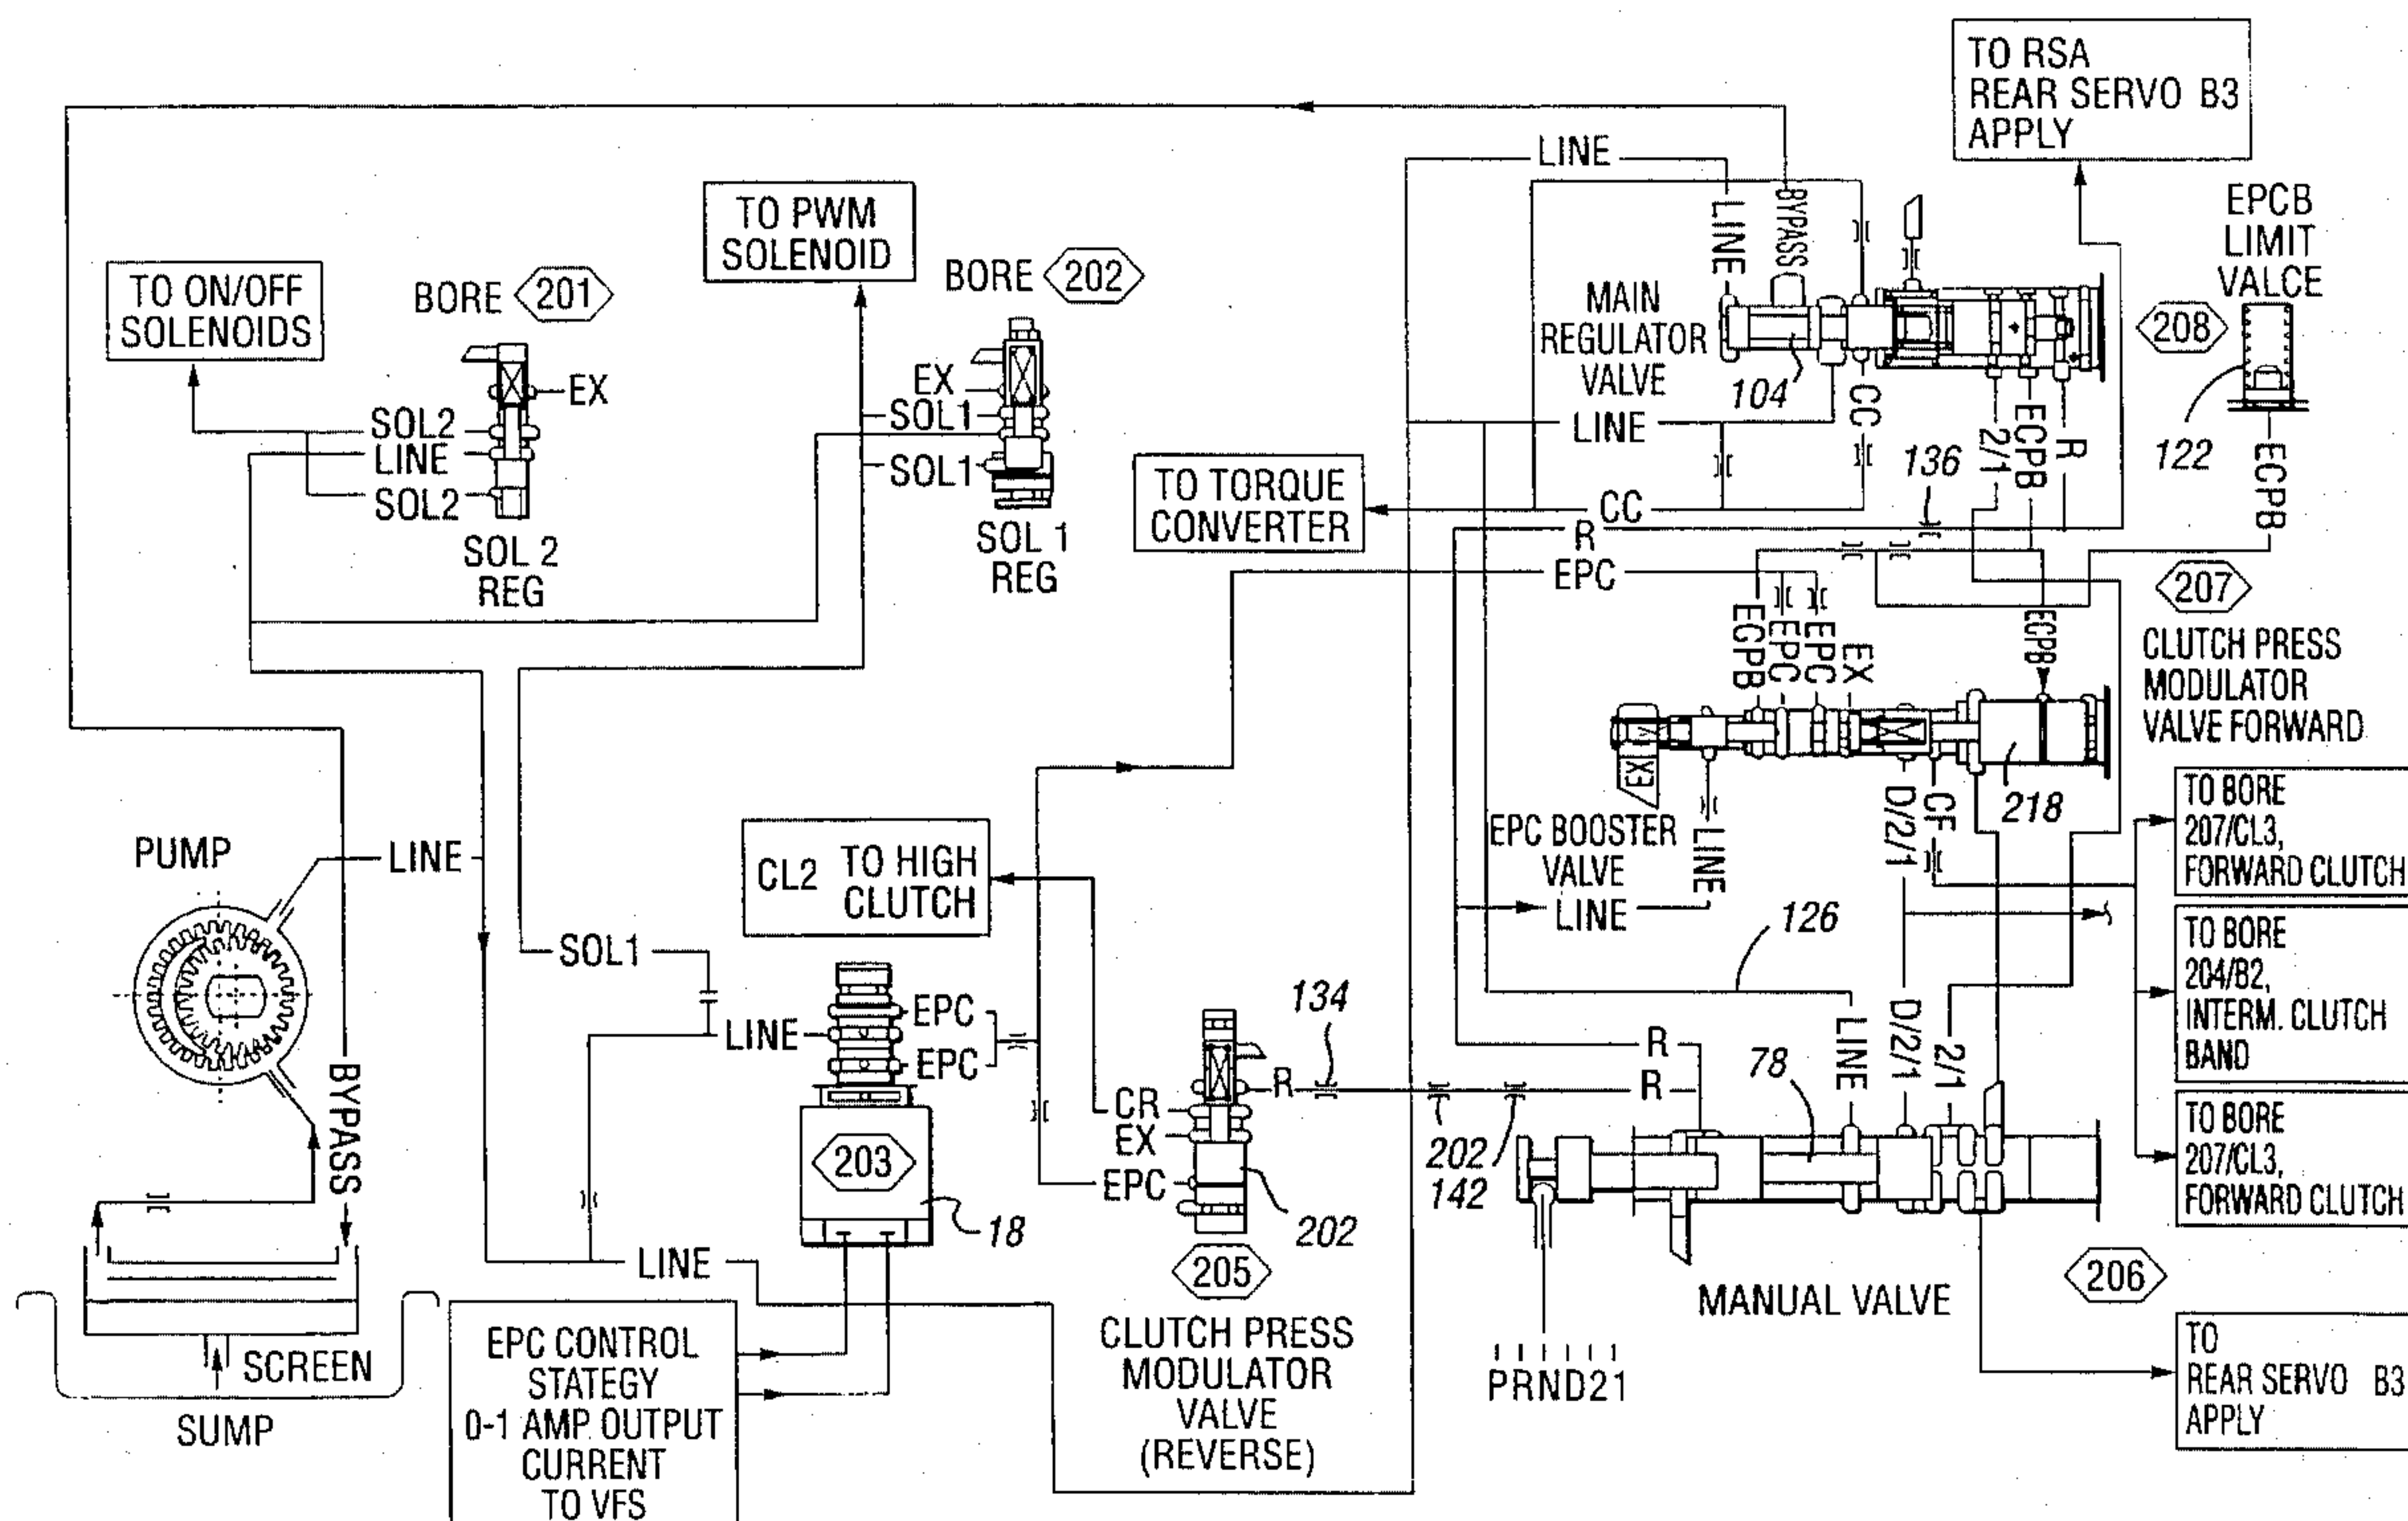 TO RSA
REAR SERVO B3
APPLY
LINE
TO PWM
SOLENOID
LINE
BYPASS
EPCB
LIMIT
VALCE
TO ON/OFF
SOLENOIDS
BORE 201
BORE 202
MAIN
REGULATOR
VALVE
208
EX
EX
SOL1
104
CC
SOL2
LINE
LINE
2/1
ECPB
R
136
122
SOL1
SOL2
TO TORQUE
CONVERTER
CC
ECPB
SOL 2
REG
SOL 1
REG
R
EPC
207
ECPB
EPC
EPC
EX
ECPB
CLUTCH PRESS
MODULATOR
VALVE FORWARD
X3
218
D/2/1
CF
TO BORE
207/CL3,
FORWARD CLUTCH
PUMP
LINE
CL2 TO HIGH
CLUTCH
EPC BOOSTER
VALVE
LINE
LINE
126
TO BORE
204/B2,
INTERM. CLUTCH
BAND
SOL1
LINE
EPC
EPC
134
R
78
LINE
D/2/1
2/1
BYPASS
R
R
CR
EX
EPC
202
142
TO BORE
207/CL3,
FORWARD CLUTCH
203
18
202
LINE
205
MANUAL VALVE
206
SCREEN
SUMP
EPC CONTROL
STATEGY
0-1 AMP OUTPUT
CURRENT
TO VFS
CLUTCH PRESS
MODULATOR
VALVE
(REVERSE)
PRND21
TO
REAR SERVO B3
APPLY